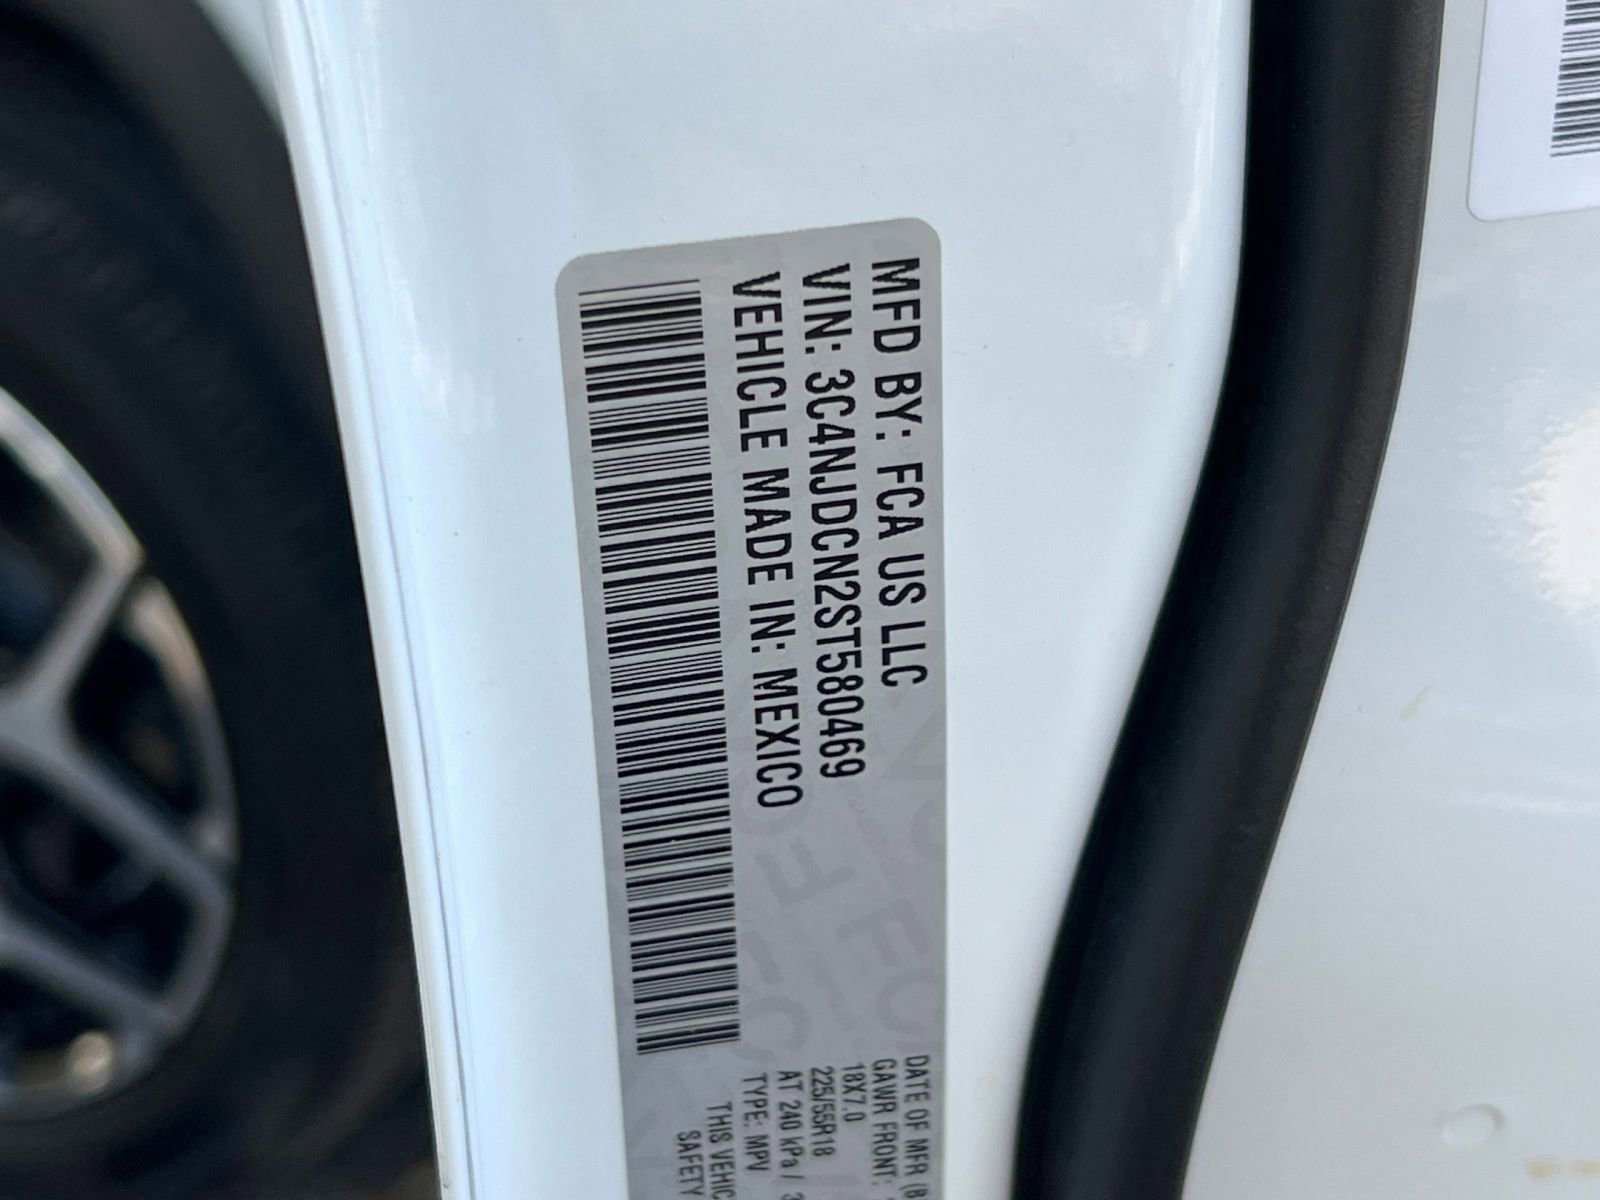 MFD BY: FCA US LLC
VIN: 3C4NJDCN2ST580469
VEHICLE MADE IN: MEXICO
DATE OF MFR (B
GAWR FRONT:
18X7.0
225/55R18
AT 240 kPa / 3
TYPE: MPV
THIS VEHIC
SAFETY